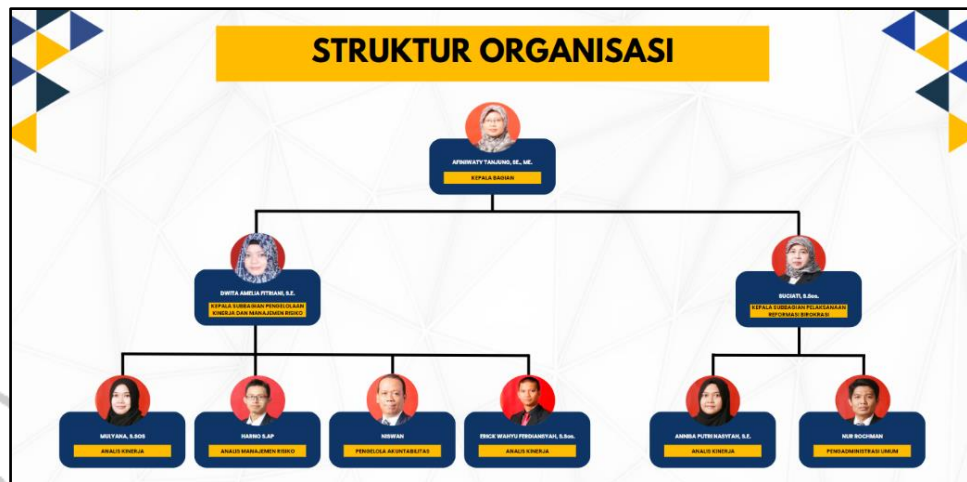 STRUKTUR ORGANISASI
AFINIWATY TANJUNG, SE., ME.
KEPALA BAGIAN
DWITA AMELIA FITRIANI, S.E.
KEPALA SUBBAGIAN PENGELOLAAN
KINERJA DAN MANAJEMEN RISIKO
SUCIATI, S.Sos.
KEPALA SUBBAGIAN PELAKSANAAN
REFORMASI BIROKRASI
MULYANA, S.SOS
ANALIS KINERJA
HARNO S.AP
ANALIS MANAJEMEN RISIKO
NISWAN
PENGELOLA AKUNTABILITAS
ERICK WAHYU FERDIANSYAH, S.Sos.
ANALIS KINERJA
ANNISA PUTRI S.E.
ANALIS KINERJA
NUR ROCHMAN
PENGADMINISTRASI UMUM